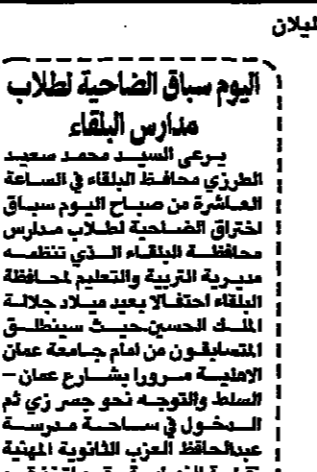 ليلان
اليوم سباق الضاحية لطلاب
مدارس البلقاء
يرعى السيد محمد سعيد
الطرزي محافظ البلقاء في الساعة
العاشرة من صباح اليوم سباق
اختراق الضاحية لطلاب مدارس
محافظة البلقاء الذي تنظمه
مديرية التربية والتعليم لمحافظة
البلقاء احتفالا بعيد ميلاد جلالة
الملك الحسين.حيث سينطلق
المتسابقون من امام جامعة عمان
الاهلية مرورا بشارع عمان –
السلط والتوجه نحو جسر زي ثم
الدخول في ساحة مدرسة
عبدالحافظ العزب الثانوية المهنية